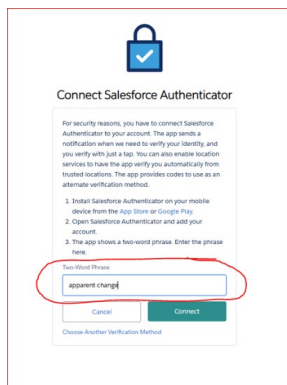 Connect Salesforce Authenticator
For security reasons, you have to connect Salesforce
Authenticator to your account. The app sends a
notification when we need to verify your identity, and
you verify with just a tap. You can also enable location
services to have the app verify you automatically from
trusted locations. The app provides codes to use as an
alternate verification method.
1. Install Salesforce Authenticator on your mobile
device from the App Store or Google Play.
2. Open Salesforce Authenticator and add your
account.
3. The app shows a two-word phrase. Enter the phrase
here.
Two-Word Phrase
apparent change
Cancel Connect
Choose Another Verification Method